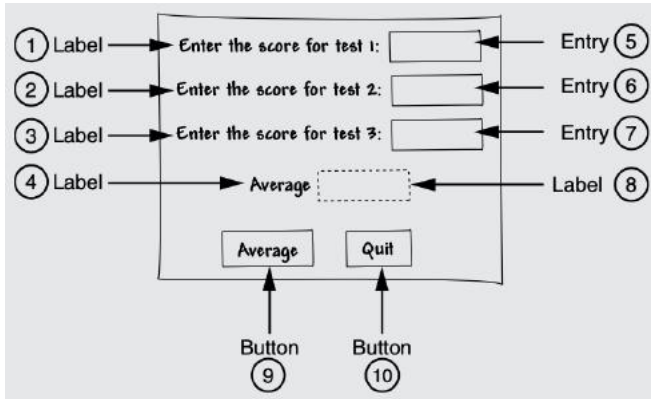 1 Label Enter the score for test 1: Entry 5
2 Label Enter the score for test 2: Entry 6
3 Label Enter the score for test 3: Entry 7
4 Label Average Label 8
Average Quit
Button Button
9 10